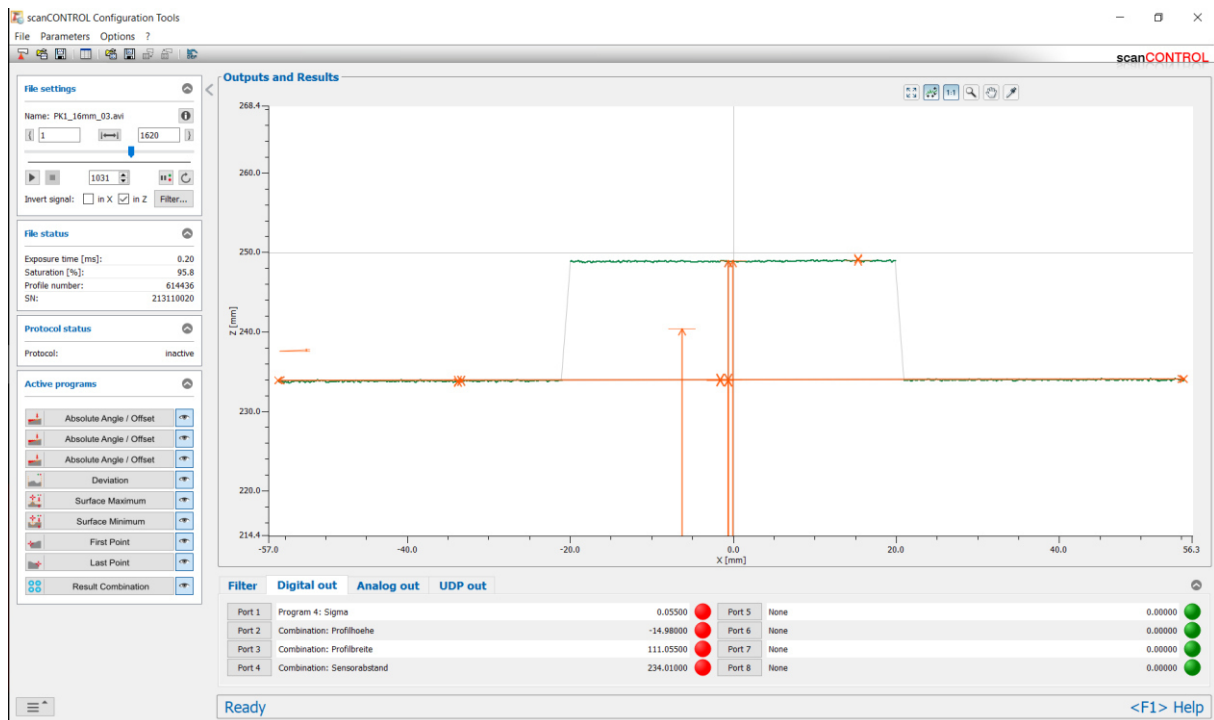 scanCONTROL Configuration Tools
File Parameters Options ?
scanCONTROL
File settings
Name: PK1_16mm_03.avi
1 1620
1031
Invert signal: in X in Z Filter...
File status
Exposure time [ms]: 0.20
Saturation [%]: 95.8
Profile number: 614436
SN: 213110020
Protocol status
Protocol: inactive
Active programs
Absolute Angle / Offset
Absolute Angle / Offset
Absolute Angle / Offset
Deviation
Surface Maximum
Surface Minimum
First Point
Last Point
Result Combination
Outputs and Results
1:1
268.4
260.0
250.0
240.0
230.0
220.0
214.4
Z [mm]
-57.0 -40.0 -20.0 0.0 20.0 40.0 56.3
X [mm]
Filter Digital out Analog out UDP out
Port 1 Program 4: Sigma 0.05500 Port 5 None 0.00000
Port 2 Combination: Profilhoehe -14.98000 Port 6 None 0.00000
Port 3 Combination: Profilbreite 111.05500 Port 7 None 0.00000
Port 4 Combination: Sensorabstand 234.01000 Port 8 None 0.00000
Ready <F1> Help